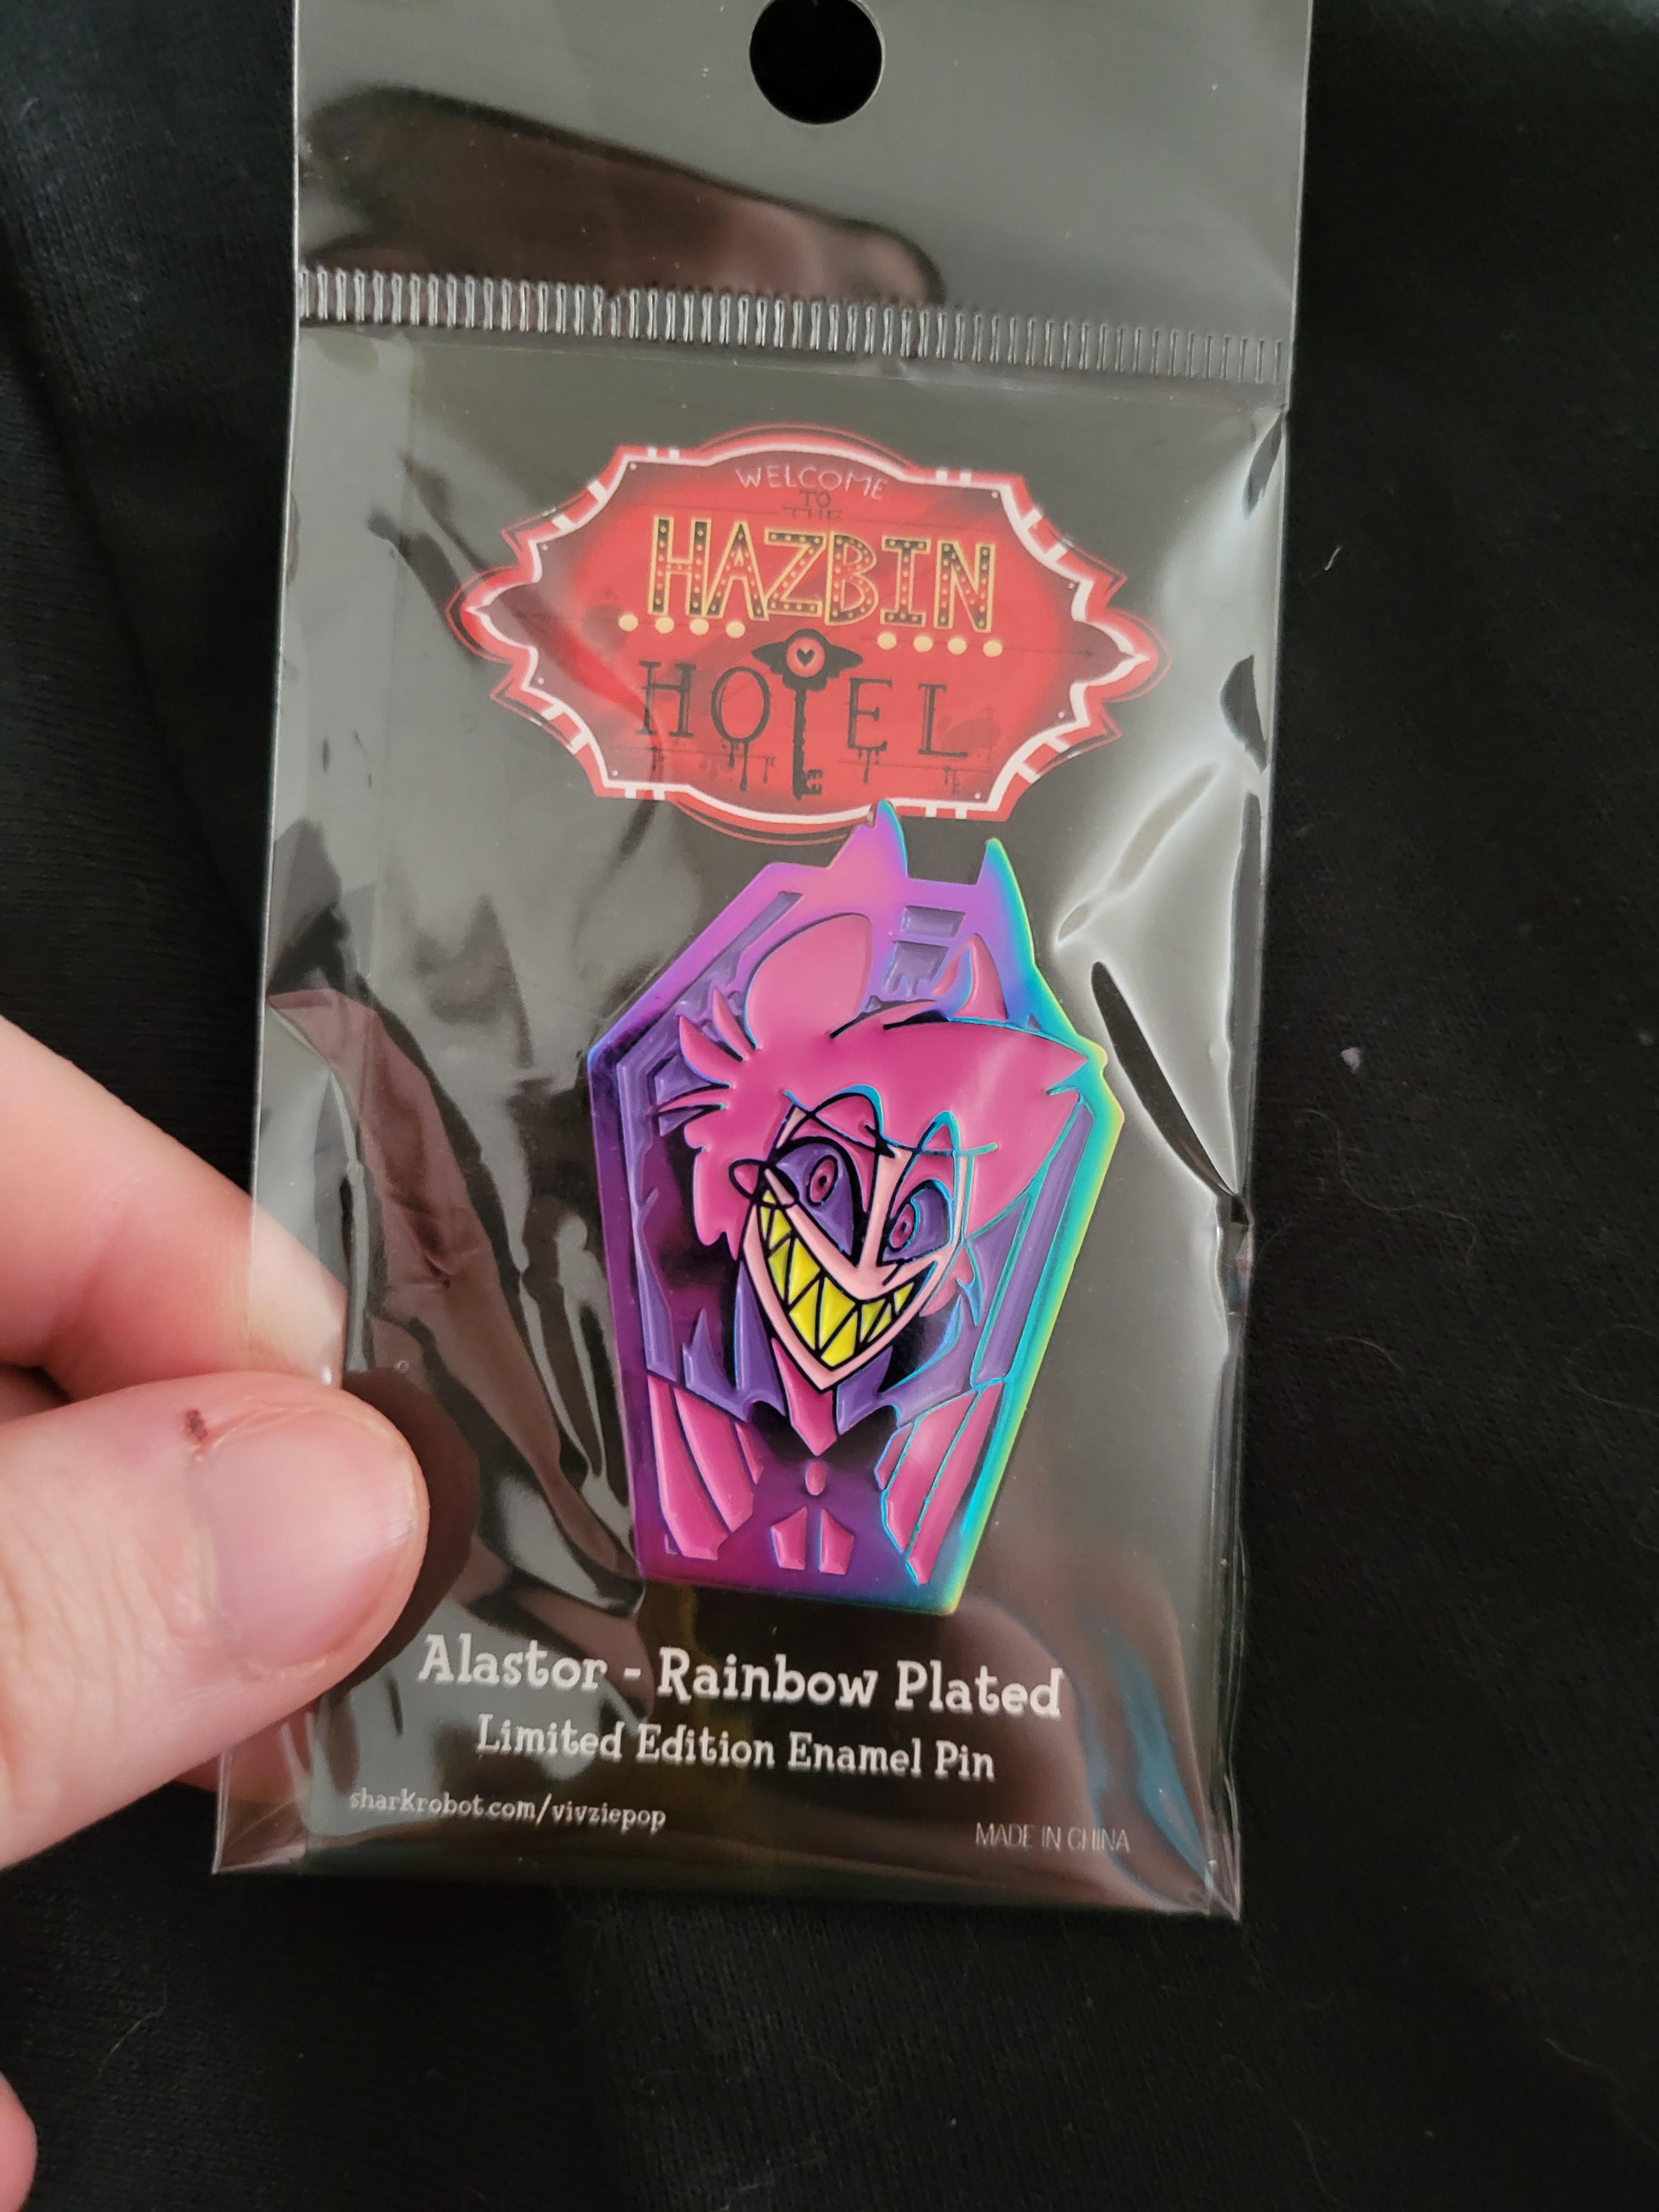 WELCOME
TO
THE
HAZBIN
HOTEL
Alastor - Rainbow Plated
Limited Edition Enamel Pin
sharkrobot.com/vivziepop
MADE IN CHINA